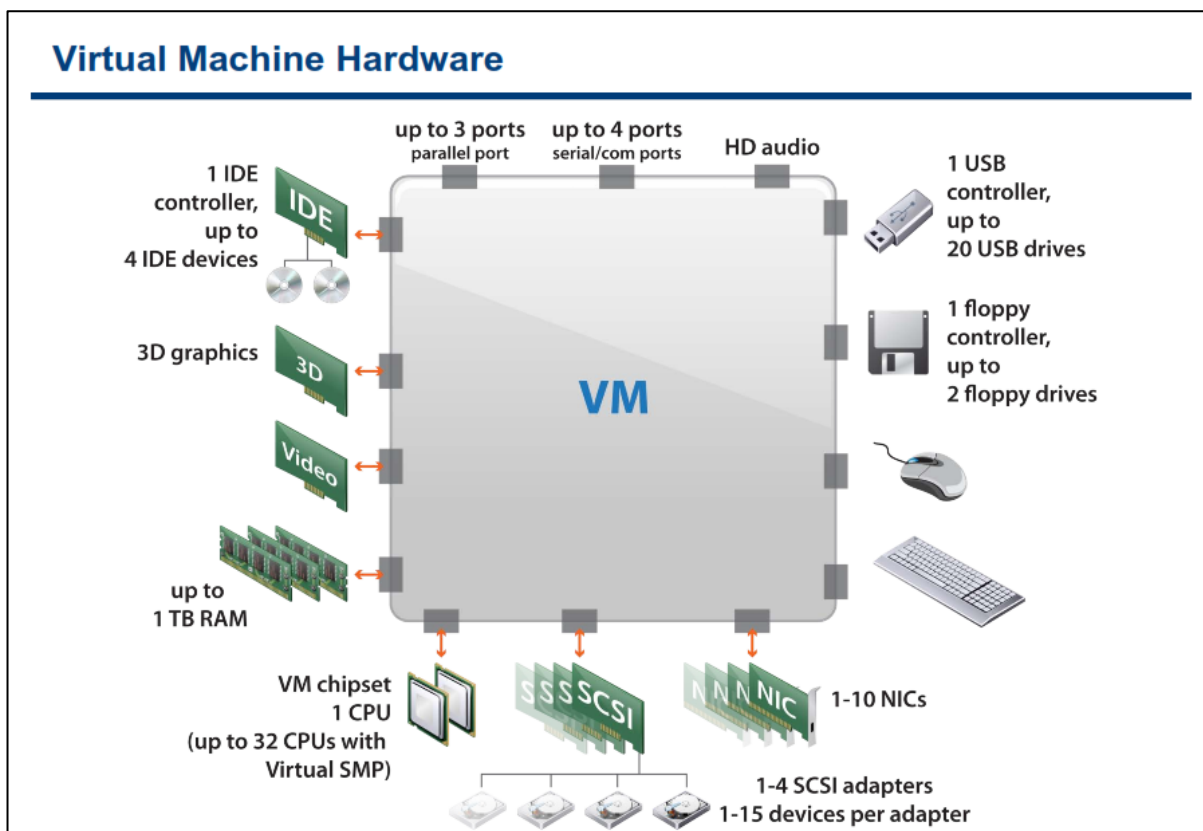 Virtual Machine Hardware
up to 3 ports
parallel port
up to 4 ports
serial/com ports
HD audio
1 IDE
controller,
up to
4 IDE devices
IDE
1 USB
controller,
up to
20 USB drives
3D graphics
3D
1 floppy
controller,
up to
2 floppy drives
VM
Video
up to
1 TB RAM
VM chipset
1 CPU
(up to 32 CPUs with
Virtual SMP)
S S S SCSI
N N N NIC
1-10 NICs
1-4 SCSI adapters
1-15 devices per adapter